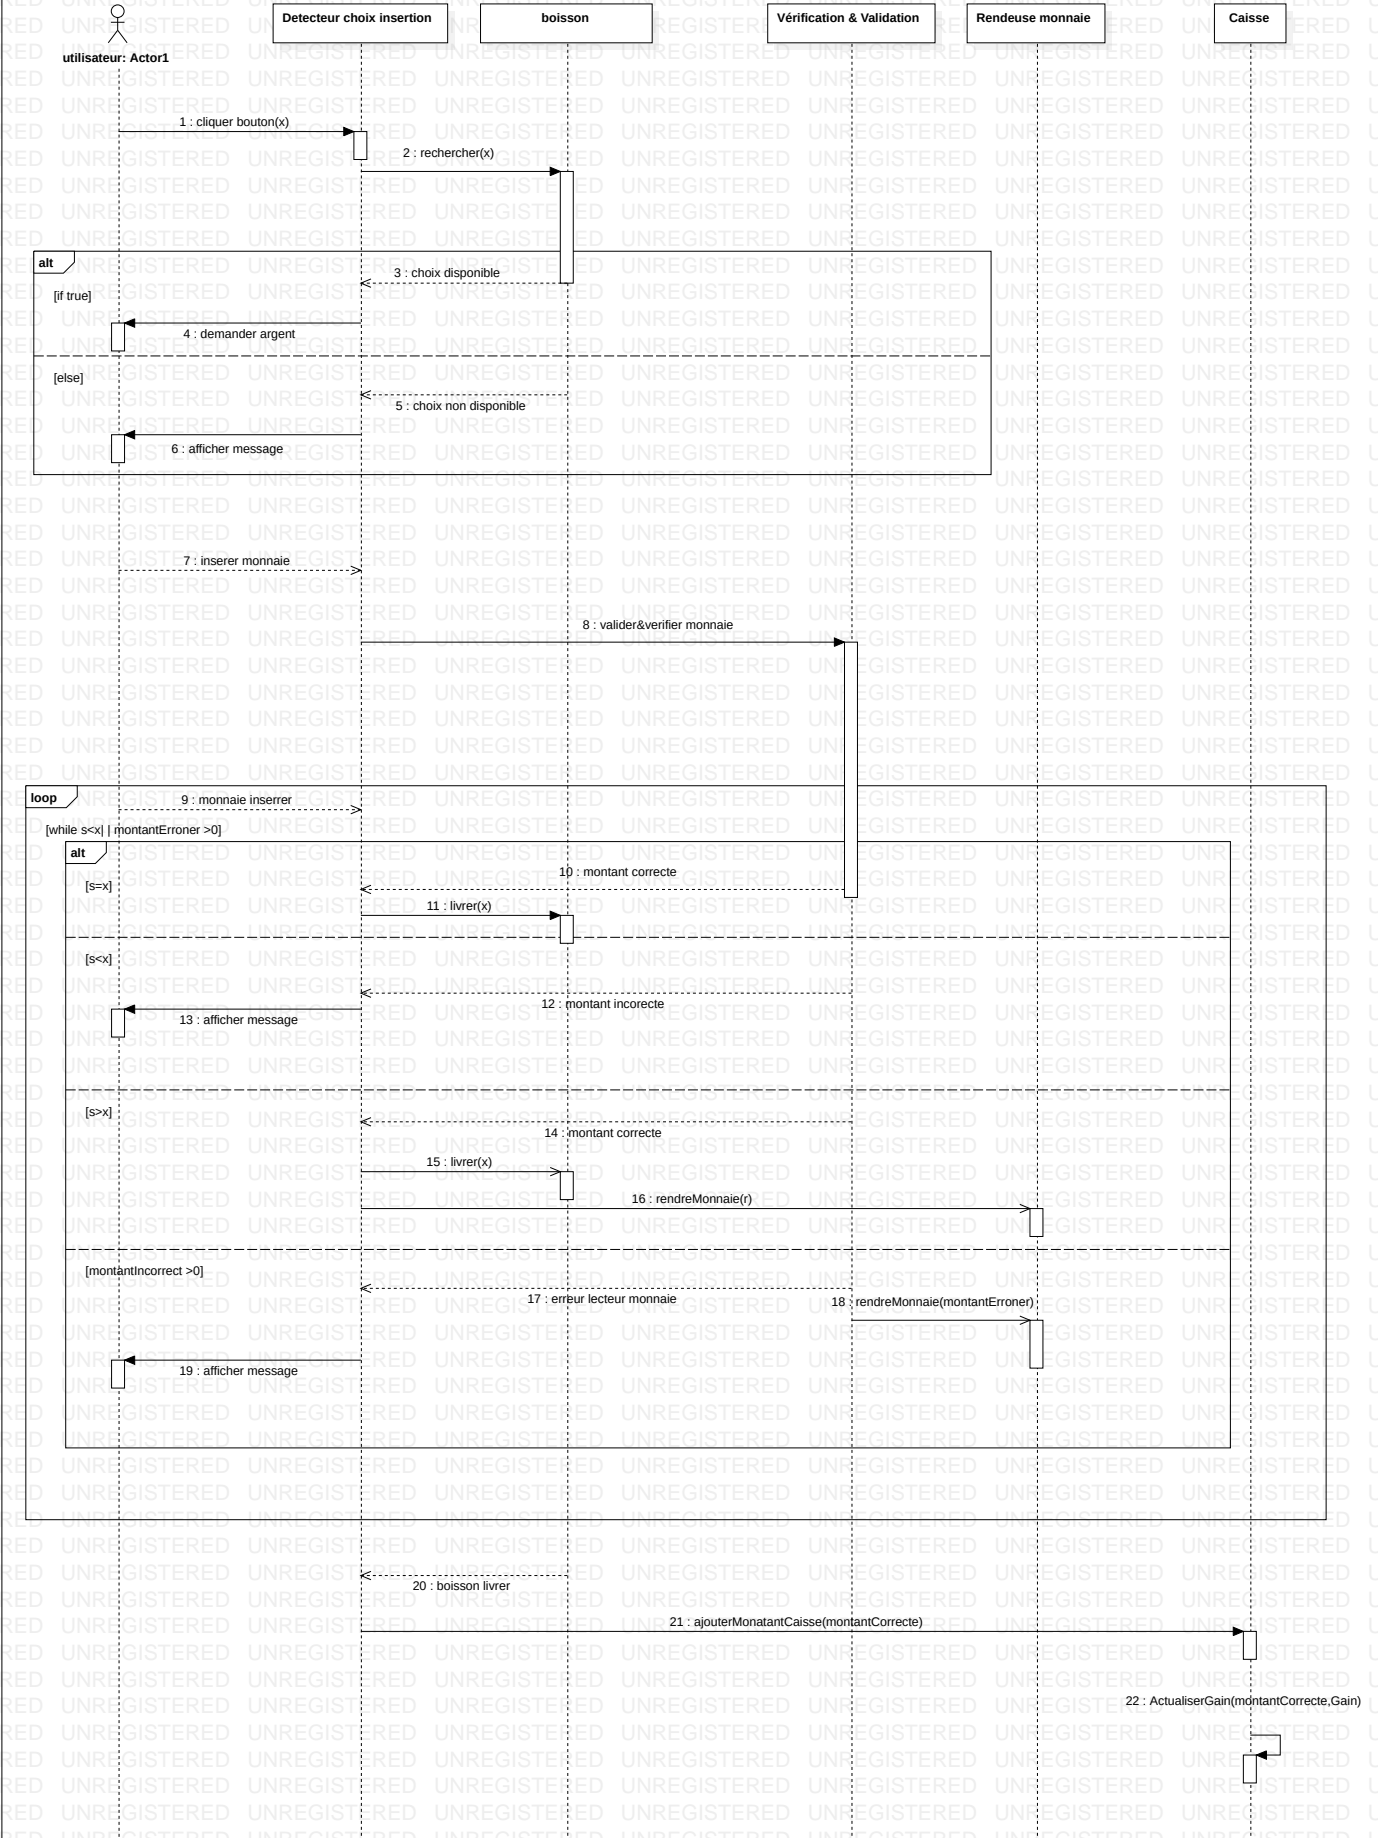 Detecteur choix insertion
boisson
Vérification & Validation
Rendeuse monnaie
Caisse
utilisateur: Actor1
1 : cliquer bouton(x)
2 : rechercher(x)
alt
3 : choix disponible
[if true]
4 : demander argent
[else]
5 : choix non disponible
6 : afficher message
7 : inserer monnaie
8 : valider&verifier monnaie
loop
9 : monnaie inserrer
[while s<x| | montantErroner >0]
alt
10 : montant correcte
[s=x]
11 : livrer(x)
[s<x]
12 : montant incorecte
13 : afficher message
[s>x]
14 : montant correcte
15 : livrer(x)
16 : rendreMonnaie(r)
[montantIncorrect >0]
17 : erreur lecteur monnaie
18 : rendreMonnaie(montantErroner)
19 : afficher message
20 : boisson livrer
21 : ajouterMonatantCaisse(montantCorrecte)
22 : ActualiserGain(montantCorrecte,Gain)
UNREGISTERED